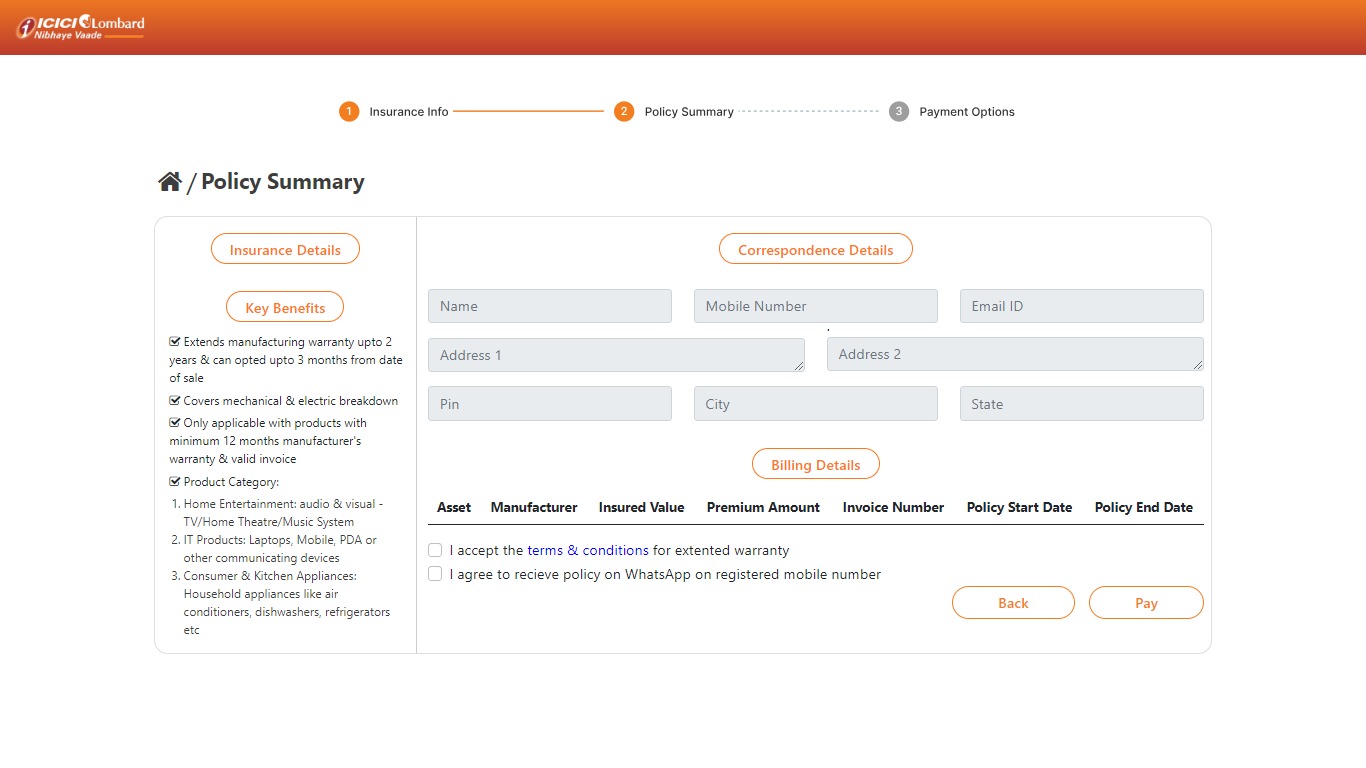 ICICI Lombard
Nibhaye Vaade
1 Insurance Info 2 Policy Summary 3 Payment Options
/ Policy Summary
Insurance Details
Key Benefits
Extends manufacturing warranty upto 2
years & can opted upto 3 months from date
of sale
Covers mechanical & electric breakdown
Only applicable with products with
minimum 12 months manufacturer's
warranty & valid invoice
Product Category:
1. Home Entertainment: audio & visual -
TV/Home Theatre/Music System
2. IT Products: Laptops, Mobile, PDA or
other communicating devices
3. Consumer & Kitchen Appliances:
Household appliances like air
conditioners, dishwashers, refrigerators
etc
Correspondence Details
Name Mobile Number Email ID
Address 1 Address 2
Pin City State
Billing Details
Asset Manufacturer Insured Value Premium Amount Invoice Number Policy Start Date Policy End Date
I accept the terms & conditions for extented warranty
I agree to recieve policy on WhatsApp on registered mobile number
Back Pay